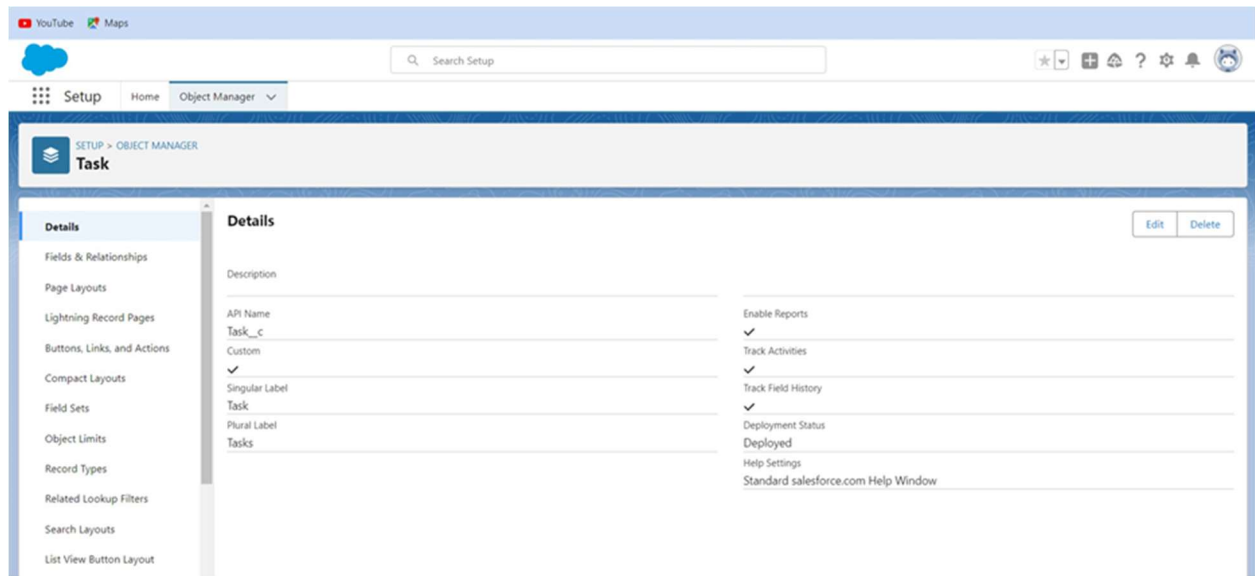 YouTube Maps
Search Setup
Setup Home Object Manager
SETUP > OBJECT MANAGER
Task
Details
Fields & Relationships
Page Layouts
Lightning Record Pages
Buttons, Links, and Actions
Compact Layouts
Field Sets
Object Limits
Record Types
Related Lookup Filters
Search Layouts
List View Button Layout
Details
Edit Delete
Description
API Name
Task__c
Custom
Singular Label
Task
Plural Label
Tasks
Enable Reports
Track Activities
Track Field History
Deployment Status
Deployed
Help Settings
Standard salesforce.com Help Window